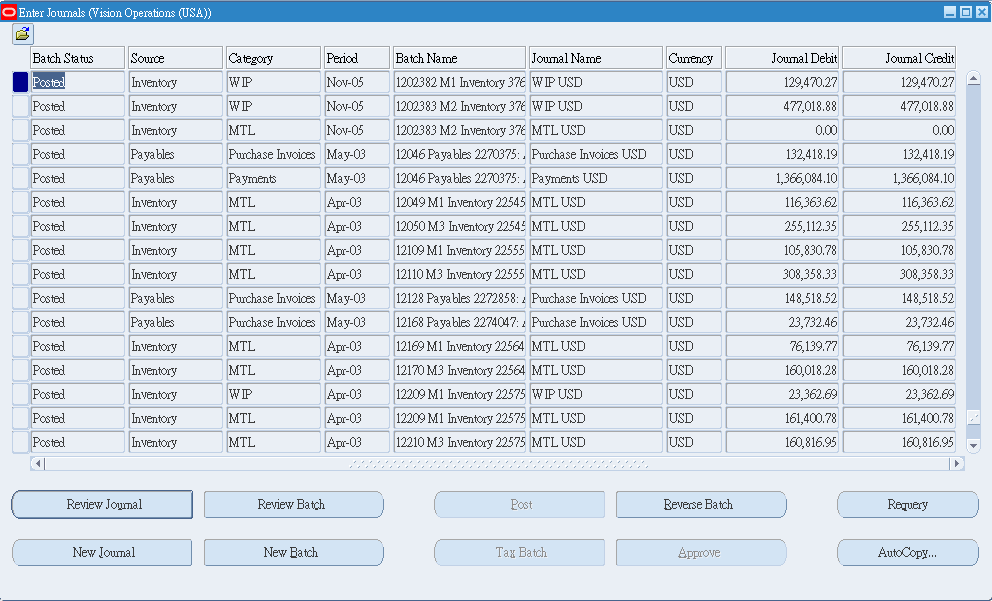 Enter Journals (Vision Operations (USA))
Batch Status Source Category Period Batch Name Journal Name Currency Journal Debit Journal Credit
Posted Inventory WIP Nov-05 1202382 M1 Inventory 376 WIP USD USD 129,470.27 129,470.27
Posted Inventory WIP Nov-05 1202383 M2 Inventory 376 WIP USD USD 477,018.88 477,018.88
Posted Inventory MTL Nov-05 1202383 M2 Inventory 376 MTL USD USD 0.00 0.00
Posted Payables Purchase Invoices May-03 12046 Payables 2270375: Purchase Invoices USD USD 132,418.19 132,418.19
Posted Payables Payments May-03 12046 Payables 2270375: Payments USD USD 1,366,084.10 1,366,084.10
Posted Inventory MTL Apr-03 12049 M1 Inventory 22545 MTL USD USD 116,363.62 116,363.62
Posted Inventory MTL Apr-03 12050 M3 Inventory 22545 MTL USD USD 255,112.35 255,112.35
Posted Inventory MTL Apr-03 12109 M1 Inventory 22555 MTL USD USD 105,830.78 105,830.78
Posted Inventory MTL Apr-03 12110 M3 Inventory 22555 MTL USD USD 308,358.33 308,358.33
Posted Payables Purchase Invoices May-03 12128 Payables 2272858: Purchase Invoices USD USD 148,518.52 148,518.52
Posted Payables Purchase Invoices May-03 12168 Payables 2274047: Purchase Invoices USD USD 23,732.46 23,732.46
Posted Inventory MTL Apr-03 12169 M1 Inventory 22564 MTL USD USD 76,139.77 76,139.77
Posted Inventory MTL Apr-03 12170 M3 Inventory 22564 MTL USD USD 160,018.28 160,018.28
Posted Inventory WIP Apr-03 12209 M1 Inventory 22575 WIP USD USD 23,362.69 23,362.69
Posted Inventory MTL Apr-03 12209 M1 Inventory 22575 MTL USD USD 161,400.78 161,400.78
Posted Inventory MTL Apr-03 12210 M3 Inventory 22575 MTL USD USD 160,816.95 160,816.95
Review Journal Review Batch Post Reverse Batch Requery
New Journal New Batch Tax Batch Approve AutoCopy...